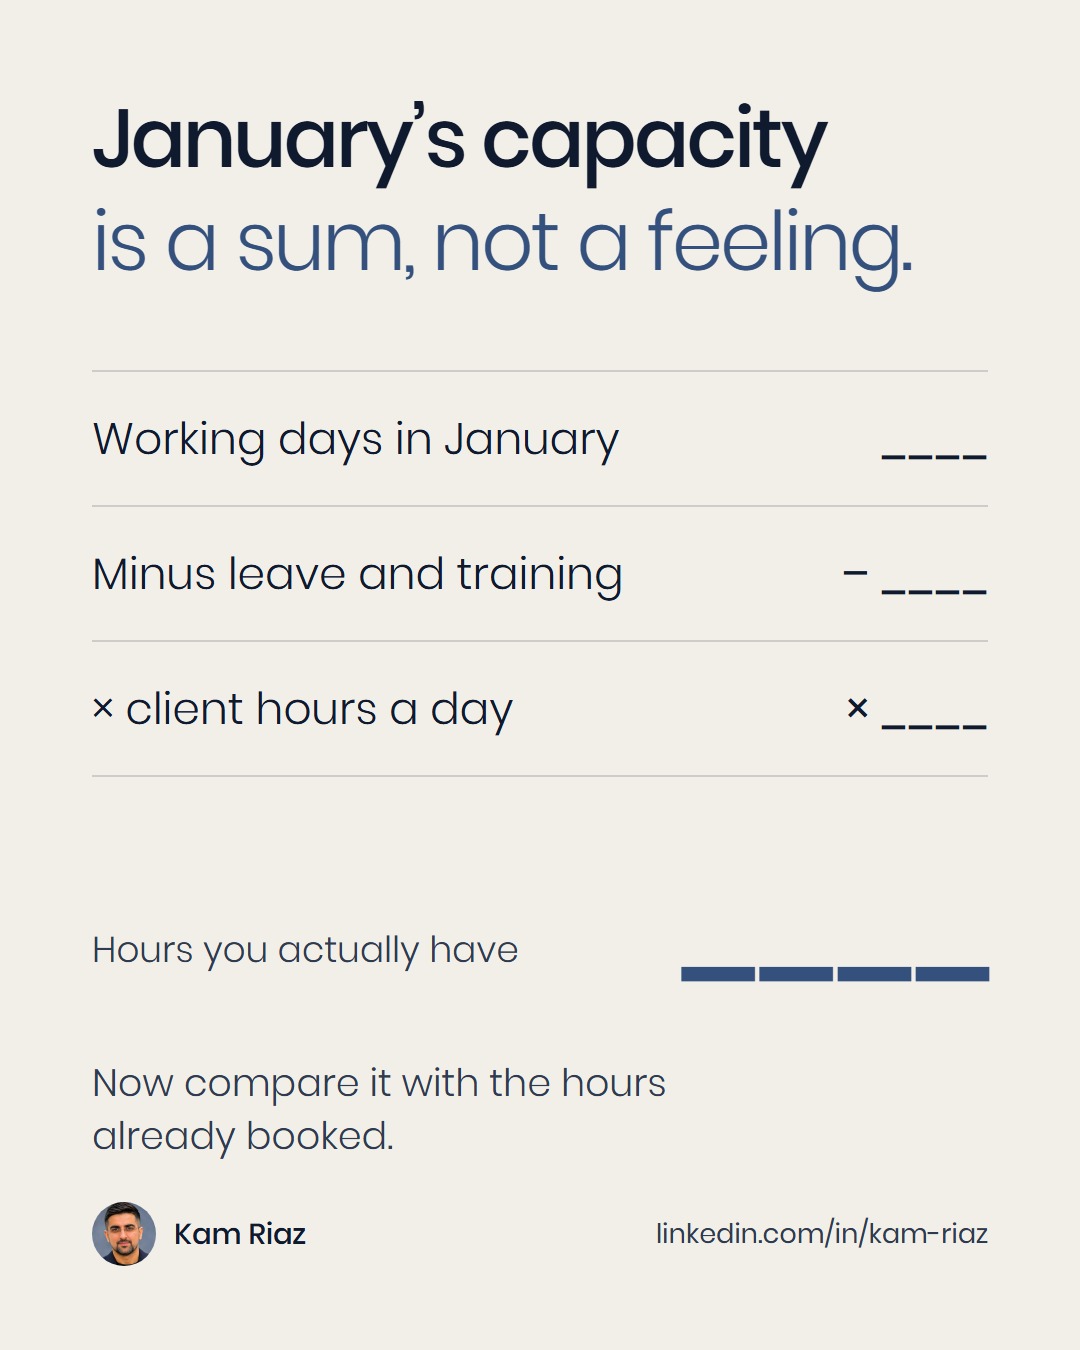 January’s capacity
is a sum, not a feeling.
Working days in January ____
Minus leave and training – ____
× client hours a day × ____
Hours you actually have ____
Now compare it with the hours
already booked.
Kam Riaz
linkedin.com/in/kam-riaz